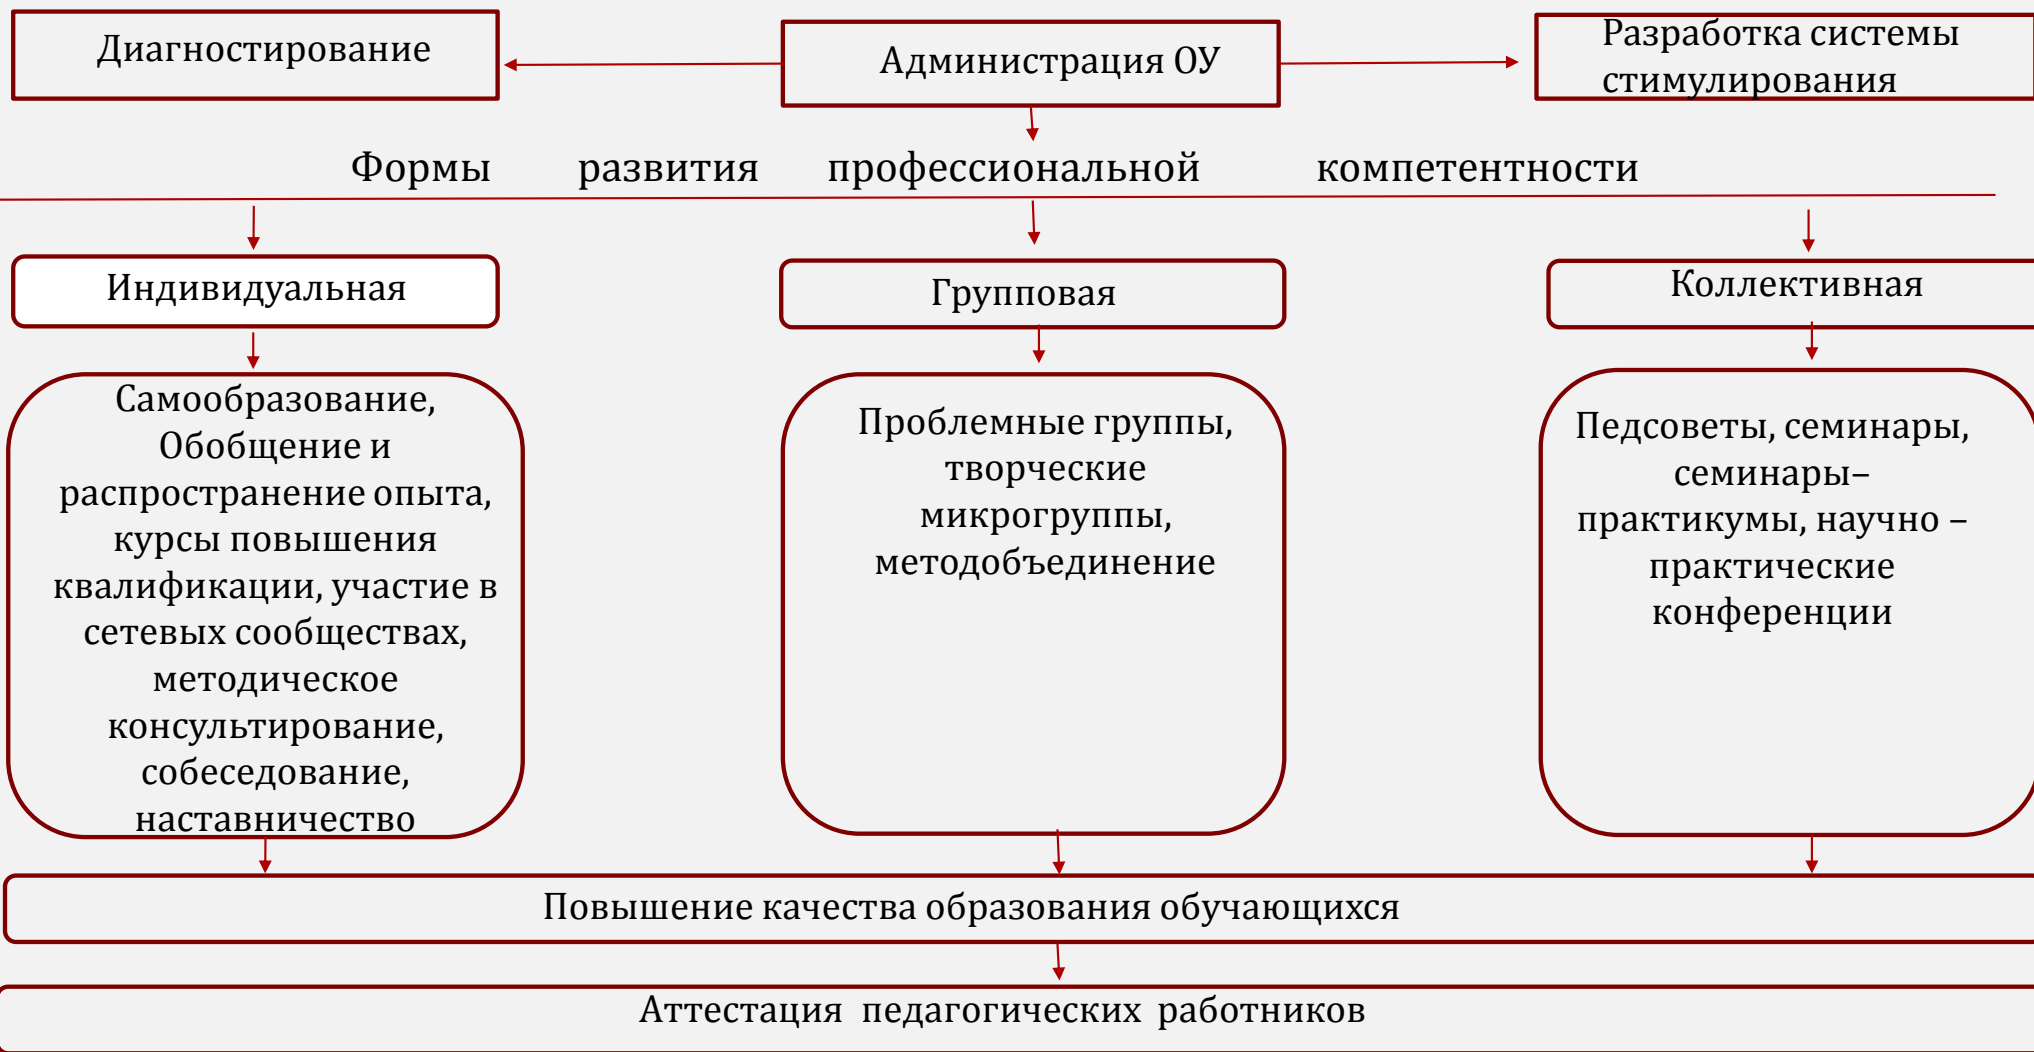 Диагностирование
Администрация ОУ
Разработка системы
стимулирования
Формы развития профессиональной компетентности
Индивидуальная
Групповая
Коллективная
Самообразование,
Обобщение и
распространение опыта,
курсы повышения
квалификации, участие в
сетевых сообществах,
методическое
консультирование,
собеседование,
наставничество
Проблемные группы,
творческие
микрогруппы,
методобъединение
Педсоветы, семинары,
семинары–
практикумы, научно –
практические
конференции
Повышение качества образования обучающихся
Аттестация педагогических работников